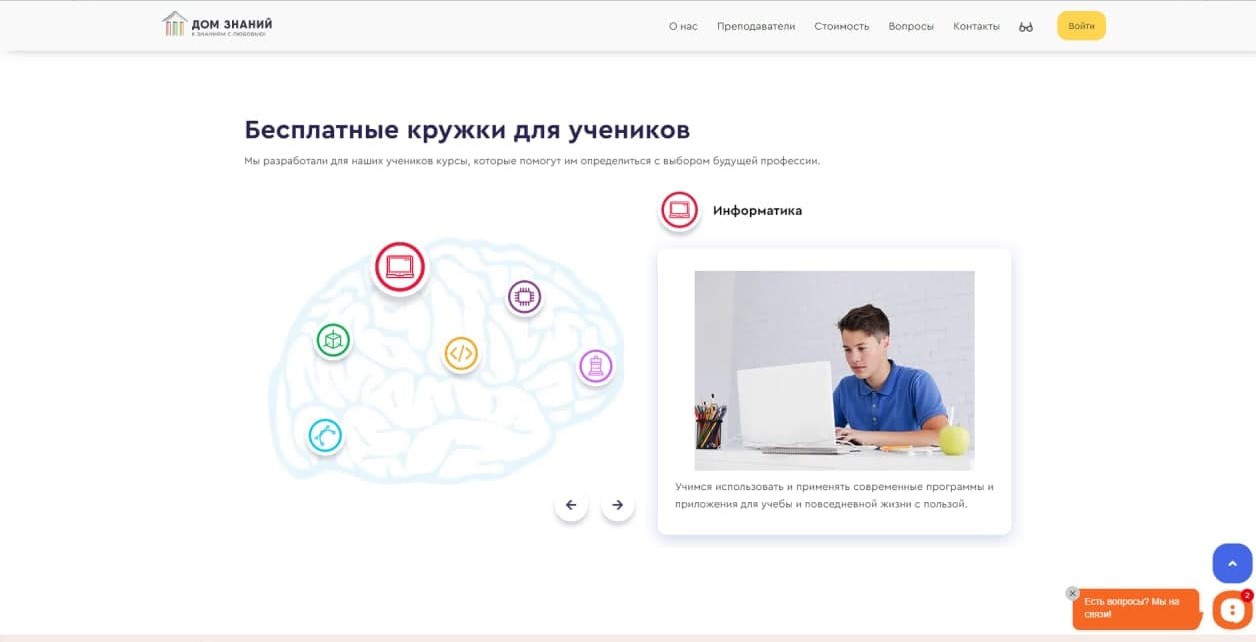 ДОМ ЗНАНИЙ
К ЗНАНИЯМ С ЛЮБОВЬЮ!
О нас Преподаватели Стоимость Вопросы Контакты Войти
Бесплатные кружки для учеников
Мы разработали для наших учеников курсы, которые помогут им определиться с выбором будущей профессии.
Информатика
Учимся использовать и применять современные программы и
приложения для учебы и повседневной жизни с пользой.
Есть вопросы? Мы на
связи!
2